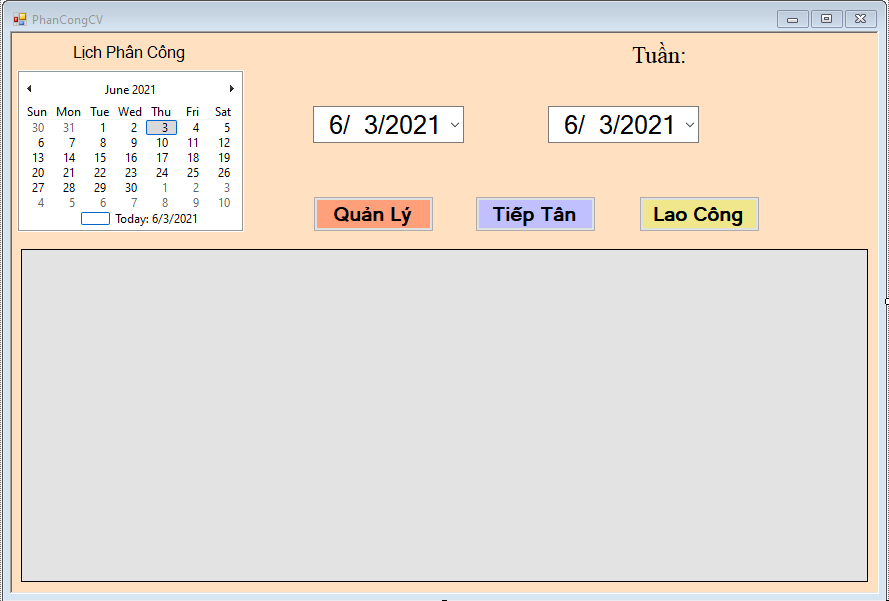 PhanCongCV
Lịch Phân Công
Tuần:
June 2021
Sun Mon Tue Wed Thu Fri Sat
30 31 1 2 3 4 5
6 7 8 9 10 11 12
13 14 15 16 17 18 19
20 21 22 23 24 25 26
27 28 29 30 1 2 3
4 5 6 7 8 9 10
Today: 6/3/2021
6/ 3/2021
6/ 3/2021
Quản Lý
Tiếp Tân
Lao Công